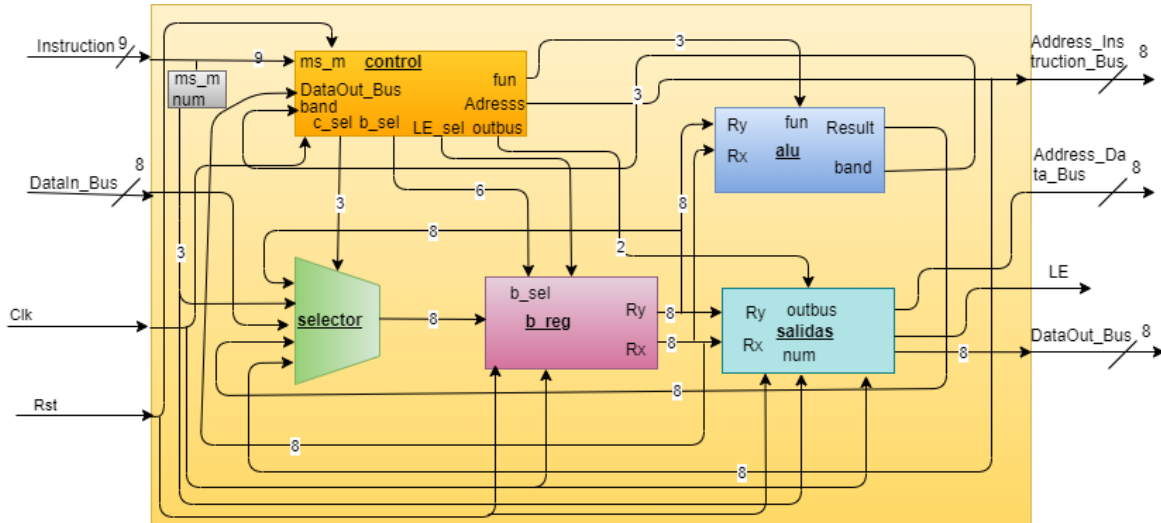 Instruction 9
9
ms_m
num
ms_m control
fun
DataOut_Bus
Adresss
band
c_sel b_sel
LE_sel outbus
3
3
Address_Ins
truction_Bus
8
Ry fun Result
Rx alu
band
DataIn_Bus
8
Address_Da
ta_Bus
8
3
6
8
3
8
2
LE
Clk
selector
8
b_sel
b_reg
Ry
Rx
8
8
outbus
Ry
salidas
Rx
num
8
DataOut_Bus
8
Rst
8
8
8